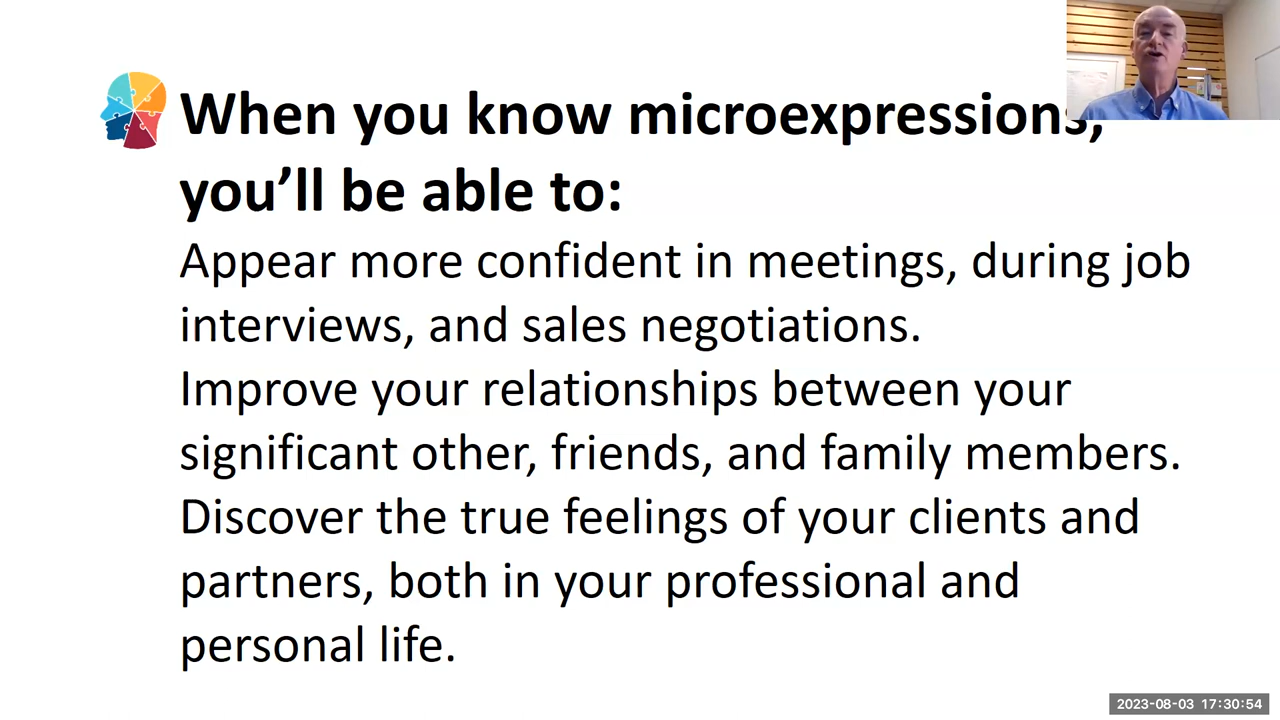 When you know microexpressions,
you’ll be able to:
Appear more confident in meetings, during job
interviews, and sales negotiations.
Improve your relationships between your
significant other, friends, and family members.
Discover the true feelings of your clients and
partners, both in your professional and
personal life.
2023-08-03 17:30:54